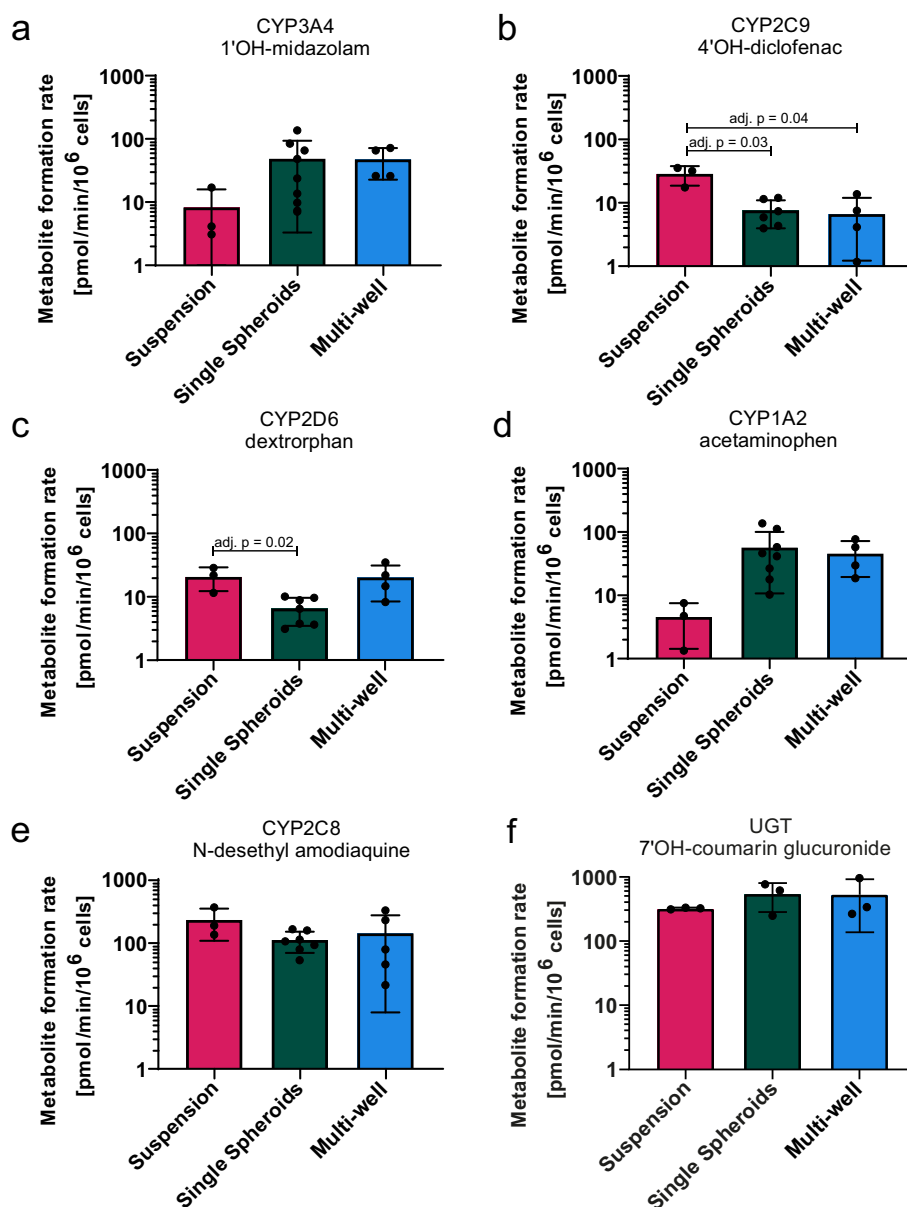 a
CYP3A4
1'OH-midazolam
Metabolite formation rate
[pmol/min/10^6 cells]
1000
100
10
1
Suspension
Single Spheroids
Multi-well
b
CYP2C9
4'OH-diclofenac
Metabolite formation rate
[pmol/min/10^6 cells]
1000
100
10
1
adj. p = 0.04
adj. p = 0.03
Suspension
Single Spheroids
Multi-well
c
CYP2D6
dextrorphan
Metabolite formation rate
[pmol/min/10^6 cells]
1000
100
10
1
adj. p = 0.02
Suspension
Single Spheroids
Multi-well
d
CYP1A2
acetaminophen
Metabolite formation rate
[pmol/min/10^6 cells]
1000
100
10
1
Suspension
Single Spheroids
Multi-well
e
CYP2C8
N-desethyl amodiaquine
Metabolite formation rate
[pmol/min/10^6 cells]
1000
100
10
1
Suspension
Single Spheroids
Multi-well
f
UGT
7'OH-coumarin glucuronide
Metabolite formation rate
[pmol/min/10^6 cells]
1000
100
10
1
Suspension
Single Spheroids
Multi-well